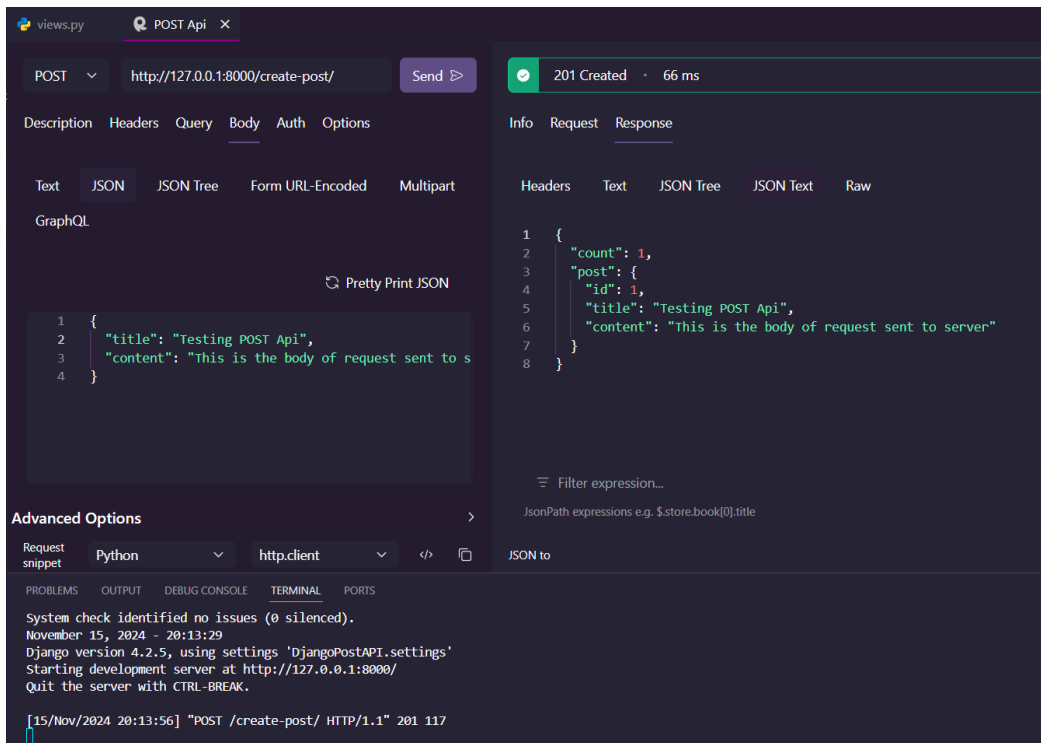 views.py
POST Api
POST
http://127.0.0.1:8000/create-post/
Send
201 Created · 66 ms
Description Headers Query Body Auth Options
Info Request Response
Text JSON JSON Tree Form URL-Encoded Multipart
GraphQL
Headers Text JSON Tree JSON Text Raw
Pretty Print JSON
1 {
2 "title": "Testing POST Api",
3 "content": "This is the body of request sent to s
4 }
1 {
2 "count": 1,
3 "post": {
4 "id": 1,
5 "title": "Testing POST Api",
6 "content": "This is the body of request sent to server"
7 }
8 }
Filter expression...
JsonPath expressions e.g. $.store.book[0].title
Advanced Options
Request
snippet
Python
http.client
</>
JSON to
PROBLEMS OUTPUT DEBUG CONSOLE TERMINAL PORTS
System check identified no issues (0 silenced).
November 15, 2024 - 20:13:29
Django version 4.2.5, using settings 'DjangoPostAPI.settings'
Starting development server at http://127.0.0.1:8000/
Quit the server with CTRL-BREAK.
[15/Nov/2024 20:13:56] "POST /create-post/ HTTP/1.1" 201 117